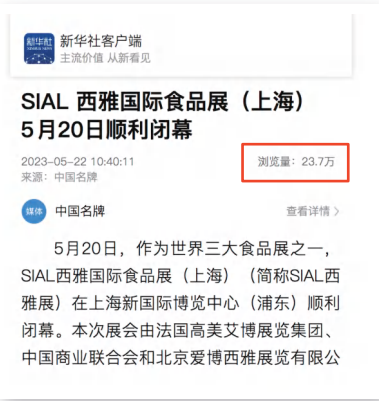 新华社
新华社客户端
主流价值 从新看见
SIAL 西雅国际食品展（上海）
5月20日顺利闭幕
2023-05-22 10:40:11
浏览量：23.7万
来源：中国名牌
媒体
中国名牌
查看详情 〉
5月20日，作为世界三大食品展之一，
SIAL西雅国际食品展（上海）（简称SIAL西
雅展）在上海新国际博览中心（浦东）顺利
闭幕。本次展会由法国高美艾博展览集团、
中国商业联合会和北京爱博西雅展览有限公